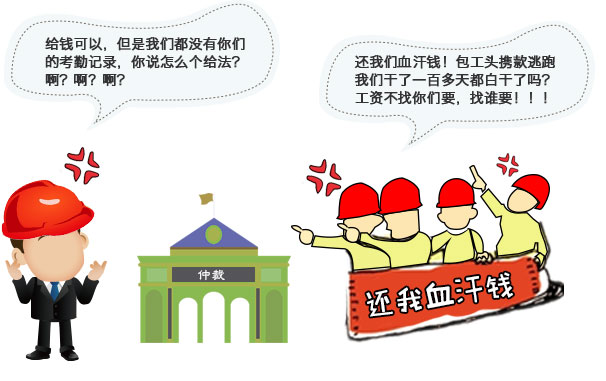 给钱可以，但是我们都没有你们
的考勤记录，你说怎么个给法？
啊？啊？啊？
还我们血汗钱！包工头携款逃跑
我们干了一百多天都白干了吗？
工资不找你们要，找谁要！！！
仲裁
还我血汗钱